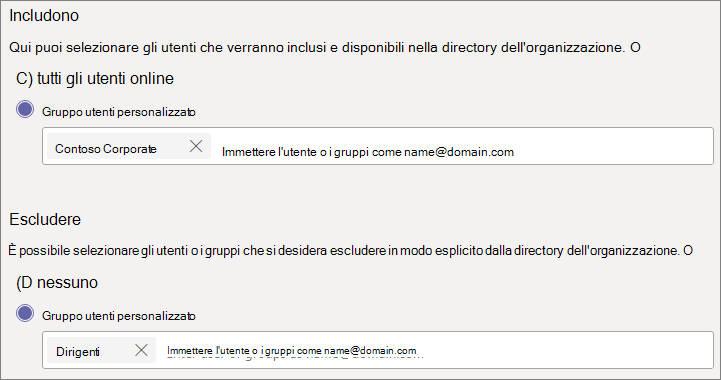 Includono
Qui puoi selezionare gli utenti che verranno inclusi e disponibili nella directory dell'organizzazione. O
C) tutti gli utenti online
Gruppo utenti personalizzato
Contoso Corporate Immettere l'utente o i gruppi come name@domain.com
Escludere
È possibile selezionare gli utenti o i gruppi che si desidera escludere in modo esplicito dalla directory dell'organizzazione. O
(D nessuno
Gruppo utenti personalizzato
Dirigenti Immettere l'utente o i gruppi come name@domain.com